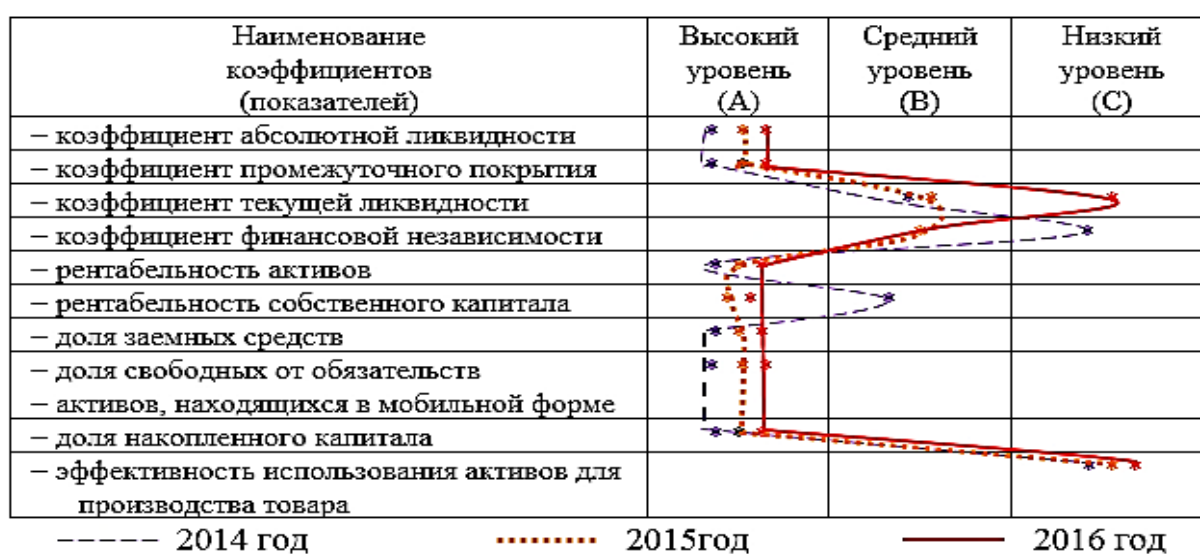 Наименование
коэффициентов
(показателей)
Высокий
уровень
(A)
Средний
уровень
(B)
Низкий
уровень
(C)
– коэффициент абсолютной ликвидности
– коэффициент промежуточного покрытия
– коэффициент текущей ликвидности
– коэффициент финансовой независимости
– рентабельность активов
– рентабельность собственного капитала
– доля заемных средств
– доля свободных от обязательств
– активов, находящихся в мобильной форме
– доля накопленного капитала
– эффективность использования активов для
производства товара
2014 год
2015год
2016 год